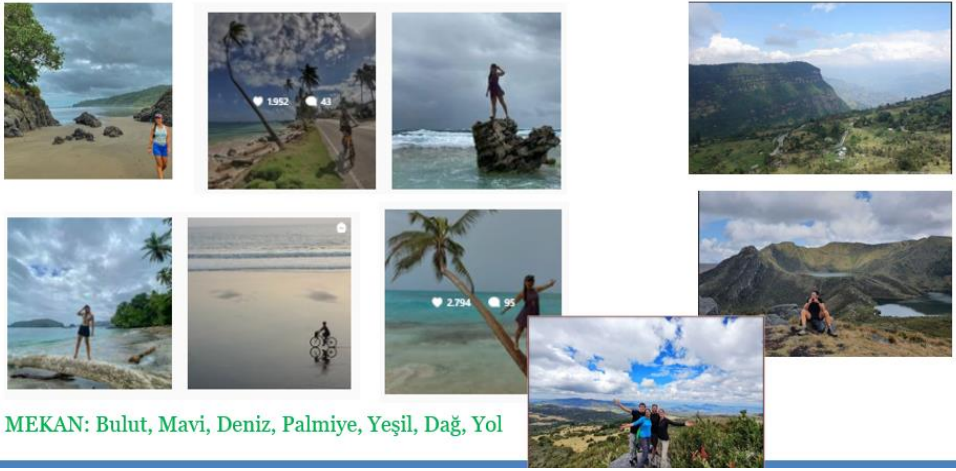 1.952 43
2.794 95
MEKAN: Bulut, Mavi, Deniz, Palmiye, Yeşil, Dağ, Yol